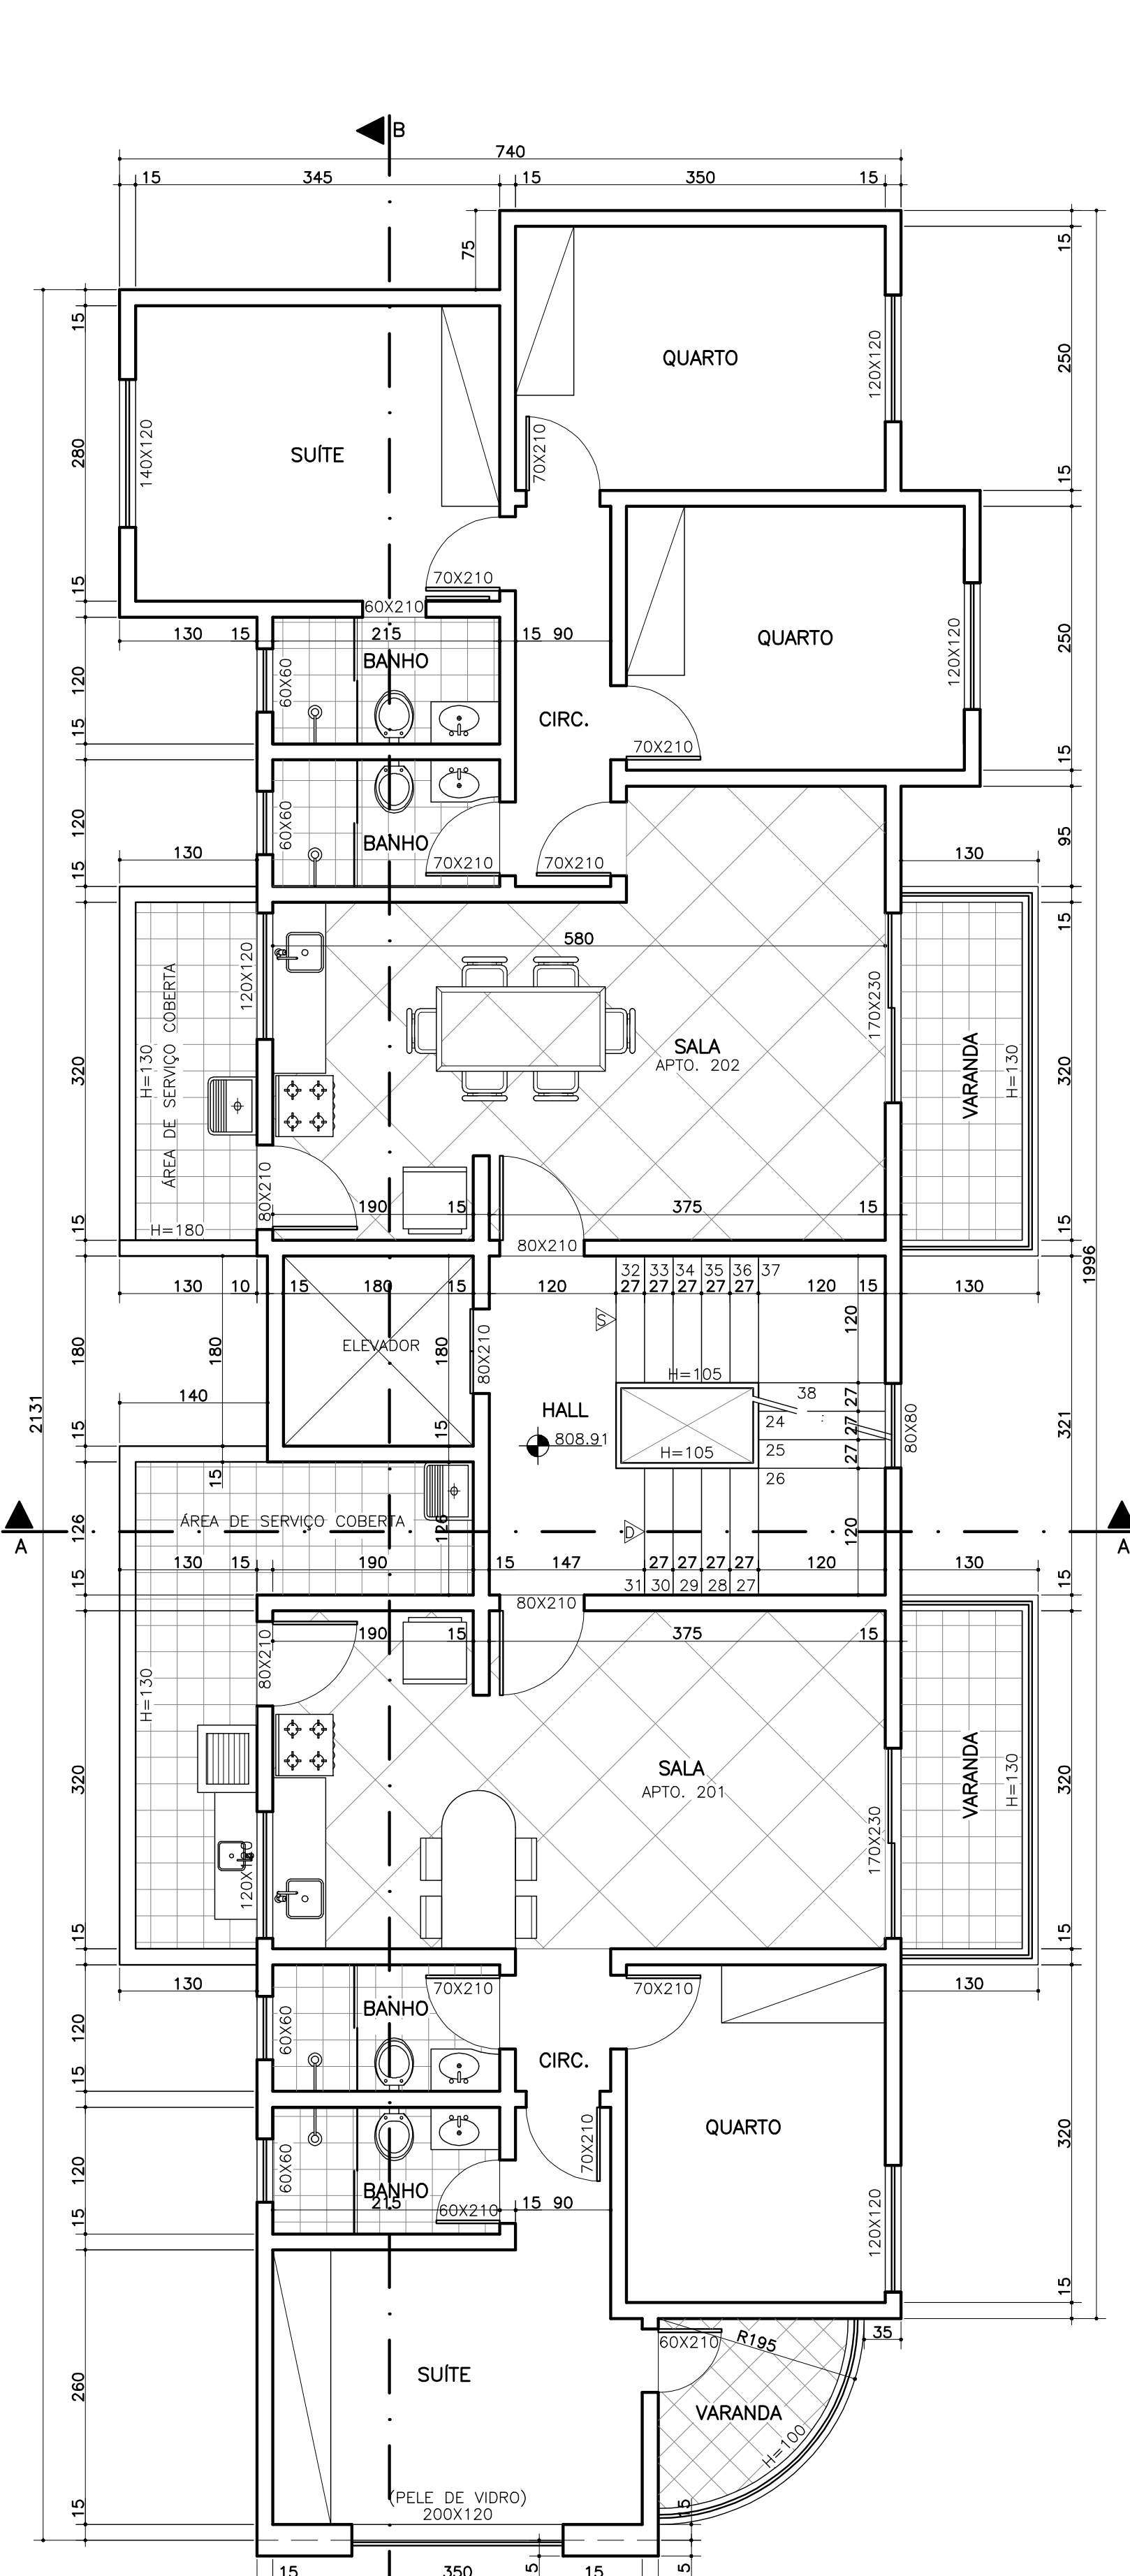 B
740
15 345 15 350 15
75
15
15
QUARTO
120X120
250
140X120
280
SUÍTE
70X210
15
70X210
15
60X210
130 15 215 15 90
QUARTO
120X120
250
BANHO
60X60
120
CIRC.
15
70X210
15
60X60
120
BANHO
95
130
70X210
70X210
130
15
15
580
120X120
170X230
ÁREA DE SERVIÇO COBERTA
H=130
SALA
APTO. 202
320
VARANDA
H=130
320
80X210
190 15 375 15
H=180
15
80X210
15
1996
32 33 34 35 36 37
130 10 15 180 15 120 27 27 27 27 27 120 15 130
S
120
180
180
ELEVADOR
180
80X210
H=105
140
HALL
38
27
24
27
80X80
321
2131
15
15
808.91
H=105
25
27
26
15
ÁREA DE SERVIÇO COBERTA
126
126
D
120
A
A
130 15 190 15 147 27 27 27 27 120 130
15
31 30 29 28 27
15
80X210
190 15 375 15
80X210
H=130
SALA
APTO. 201
320
VARANDA
H=130
320
170X230
120X120
15
15
130
70X210
70X210
130
BANHO
60X60
120
CIRC.
15
QUARTO
70X210
320
60X60
120
BANHO
215 60X210 15 90
120X120
15
15
60X210
R195
35
SUÍTE
260
VARANDA
H=100
(PELE DE VIDRO)
200X120
15
15
15 350 5 15 5